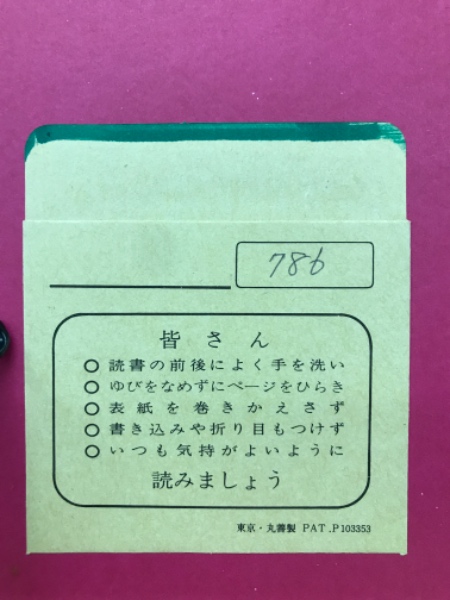 786
皆さん
○ 読書の前後によく手を洗い
○ ゆびをなめずにページをひらき
○ 表紙を巻きかえさず
○ 書き込みや折り目もつけず
○ いつも気持がよいように
読みましょう
東京・丸善製 PAT.P103353